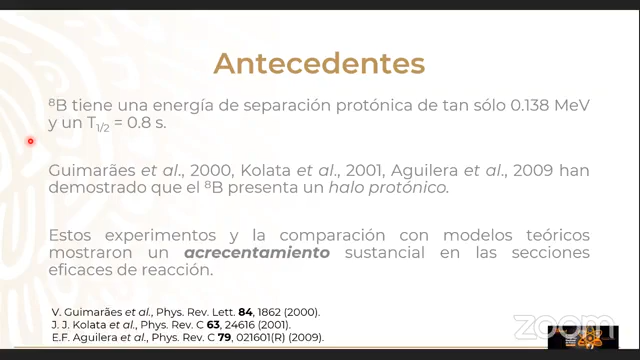 Antecedentes
⁸B tiene una energía de separación protónica de tan sólo 0.138 MeV
y un T₁/₂ = 0.8 s.
Guimarães et al., 2000, Kolata et al., 2001, Aguilera et al., 2009 han
demostrado que el ⁸B presenta un halo protónico.
Estos experimentos y la comparación con modelos teóricos
mostraron un acrecentamiento sustancial en las secciones
eficaces de reacción.
V. Guimarães et al., Phys. Rev. Lett. 84, 1862 (2000).
J. J. Kolata et al., Phys. Rev. C 63, 24616 (2001).
E.F. Aguilera et al., Phys. Rev. C 79, 021601(R) (2009).
zoom